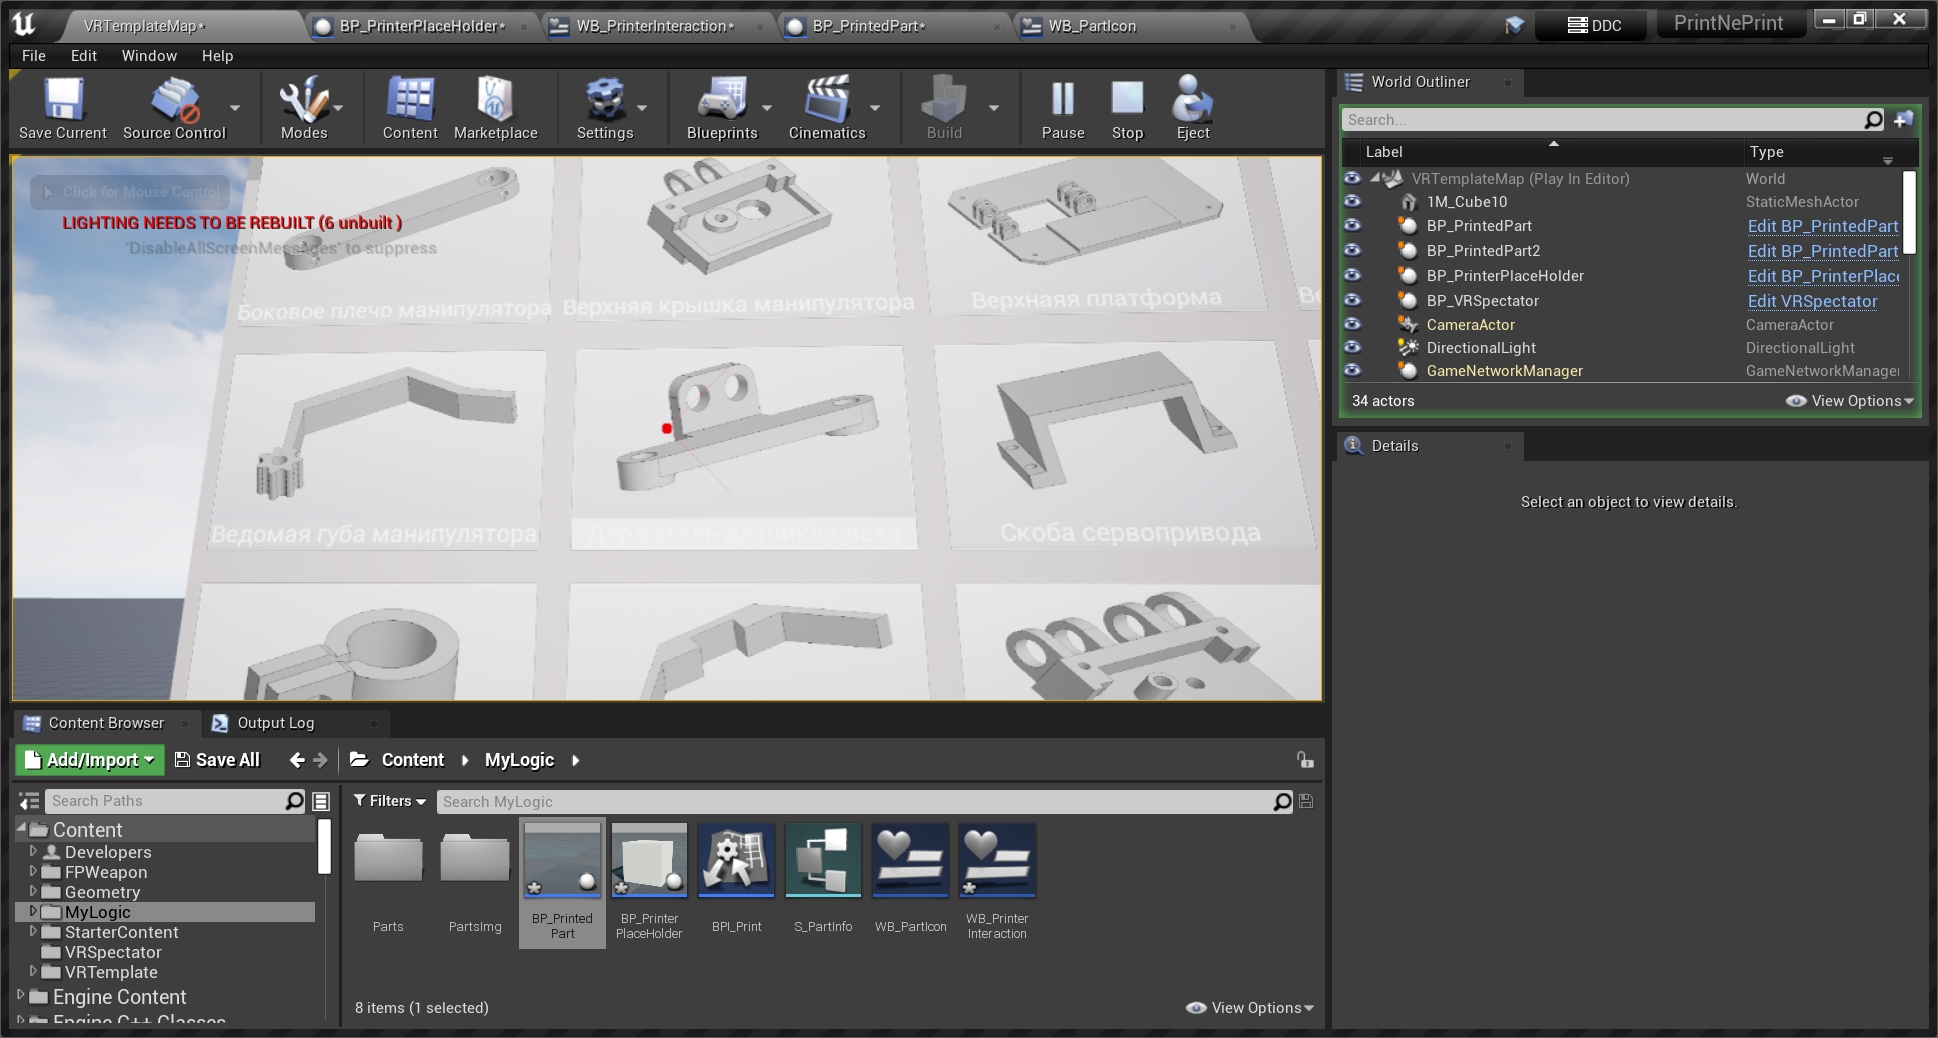 VRTemplateMap*
BP_PrinterPlaceHolder*
WB_PrinterInteraction*
BP_PrintedPart*
WB_PartIcon
DDC
PrintNePrint
File Edit Window Help
Save Current
Source Control
Modes
Content
Marketplace
Settings
Blueprints
Cinematics
Build
Pause
Stop
Eject
Click for Mouse Control
LIGHTING NEEDS TO BE REBUILT (6 unbuilt )
'DisableAllScreenMessages' to suppress
Боковое плечо манипулятора
Верхняя крышка манипулятора
Верхнаяя платформа
Ве
Ведомая губа манипулятора
Держатель датчика цвета
Скоба сервопривода
World Outliner
Search...
Label Type
VRTemplateMap (Play In Editor) World
1M_Cube10 StaticMeshActor
BP_PrintedPart Edit BP_PrintedPart
BP_PrintedPart2 Edit BP_PrintedPart
BP_PrinterPlaceHolder Edit BP_PrinterPlace
BP_VRSpectator Edit VRSpectator
CameraActor CameraActor
DirectionalLight DirectionalLight
GameNetworkManager GameNetworkManager
34 actors View Options
Details
Select an object to view details.
Content Browser
Output Log
Add/Import Save All Content MyLogic
Search Paths
Filters
Search MyLogic
Content
Developers
FPWeapon
Geometry
MyLogic
StarterContent
VRSpectator
VRTemplate
Engine Content
Engine C++ Classes
Parts
PartsImg
BP_Printed
Part
BP_Printer
PlaceHolder
BPI_Print
S_PartInfo
WB_PartIcon
WB_Printer
Interaction
8 items (1 selected)
View Options